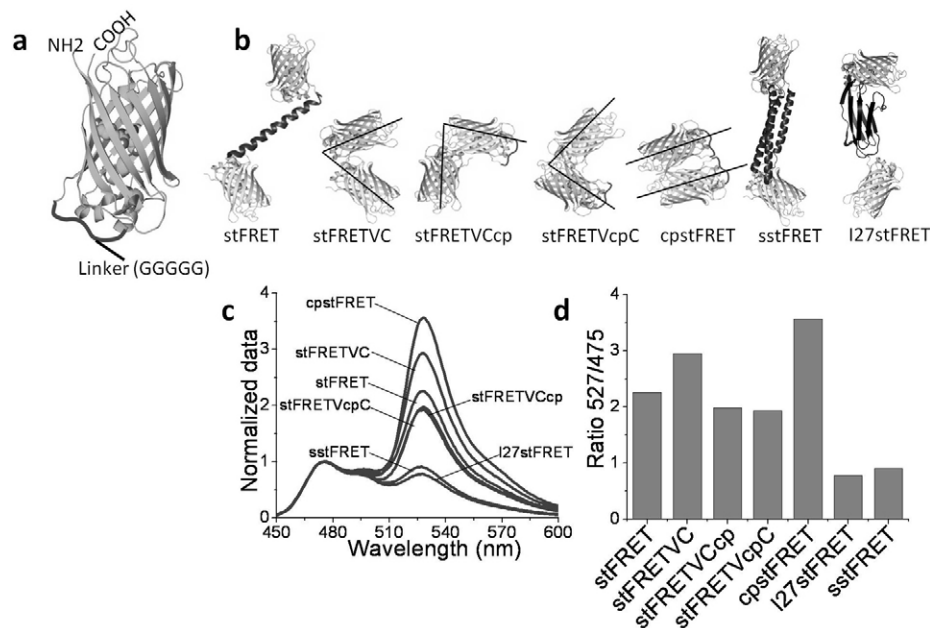 a
NH2
COOH
Linker (GGGGG)
b
stFRET
stFRETVC
stFRETVCcp
stFRETVcpC
cpstFRET
sstFRET
I27stFRET
c
Normalized data
4
3
2
1
0
cpstFRET
stFRETVC
stFRET
stFRETVcpC
stFRETVCcp
sstFRET
I27stFRET
450 480 510 540 570 600
Wavelength (nm)
d
Ratio 527/475
4
3
2
1
0
stFRET
stFRETVC
stFRETVCcp
stFRETVcpC
cpstFRET
I27stFRET
sstFRET